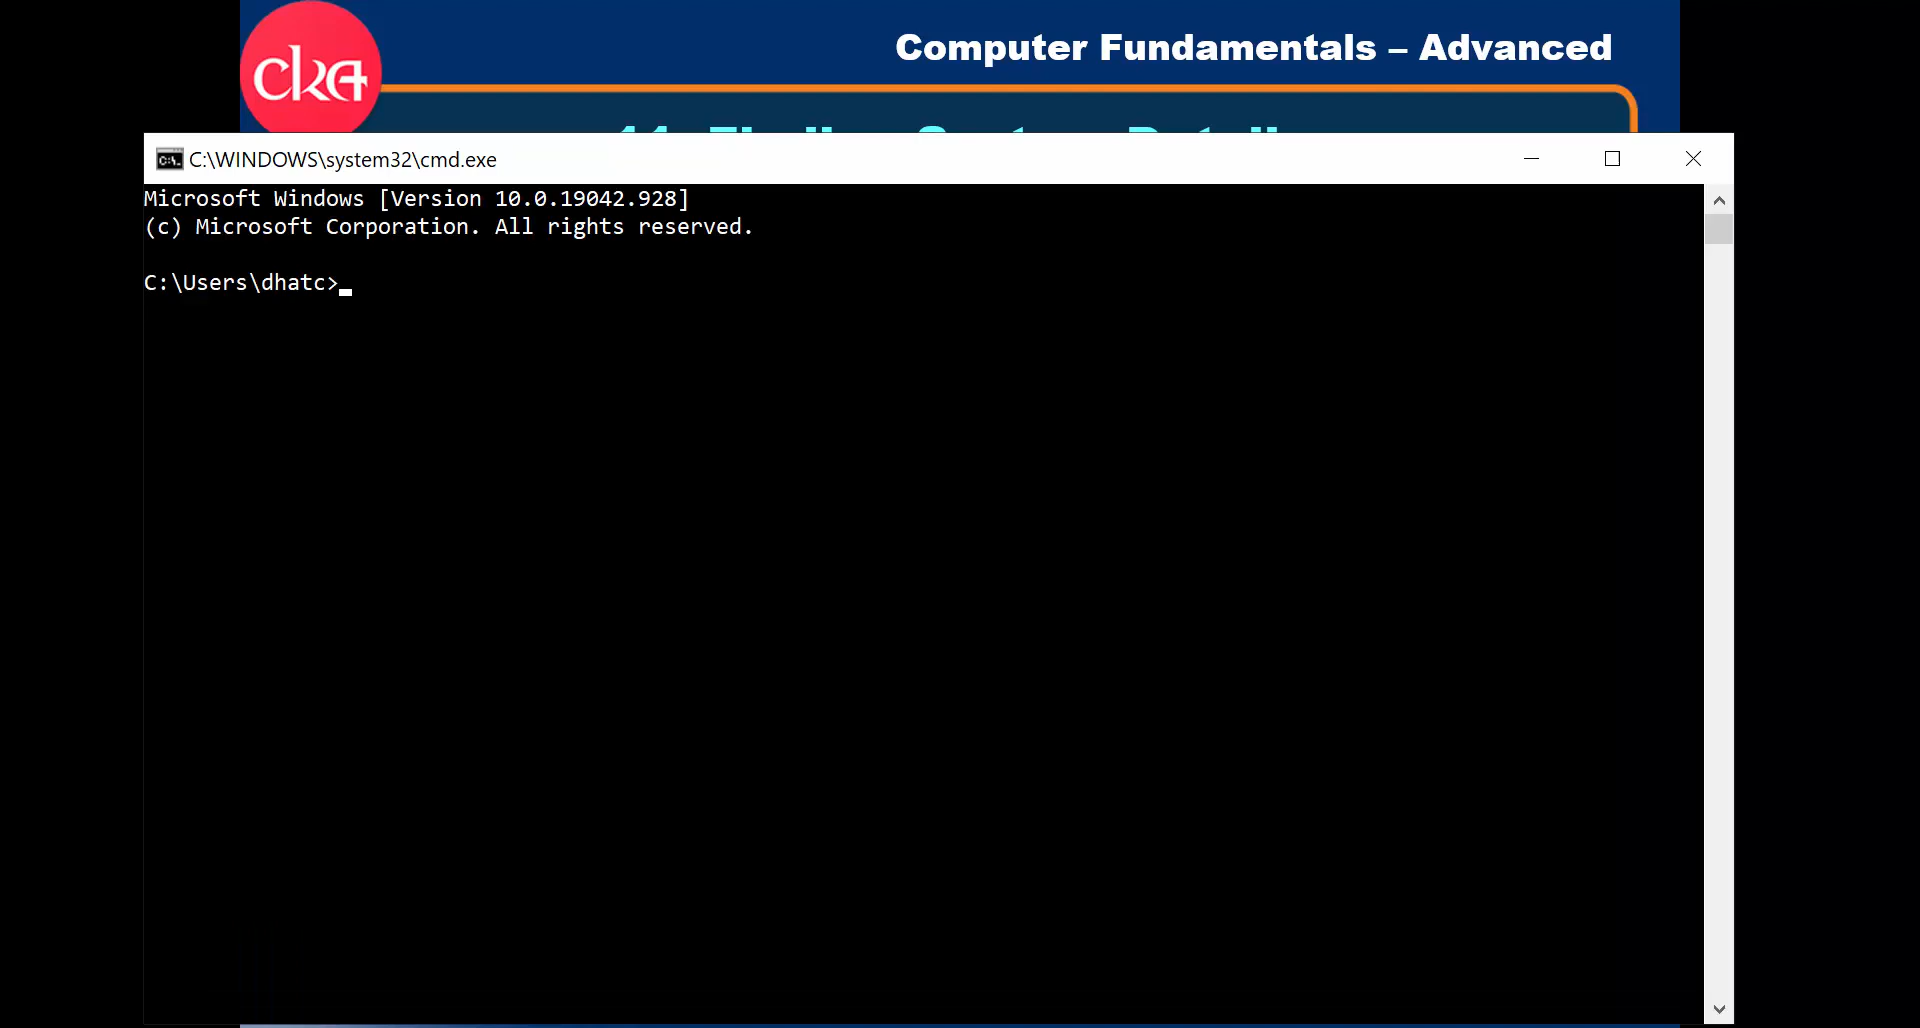 cka
Computer Fundamentals – Advanced
C:\WINDOWS\system32\cmd.exe
Microsoft Windows [Version 10.0.19042.928]
(c) Microsoft Corporation. All rights reserved.
C:\Users\dhatc>